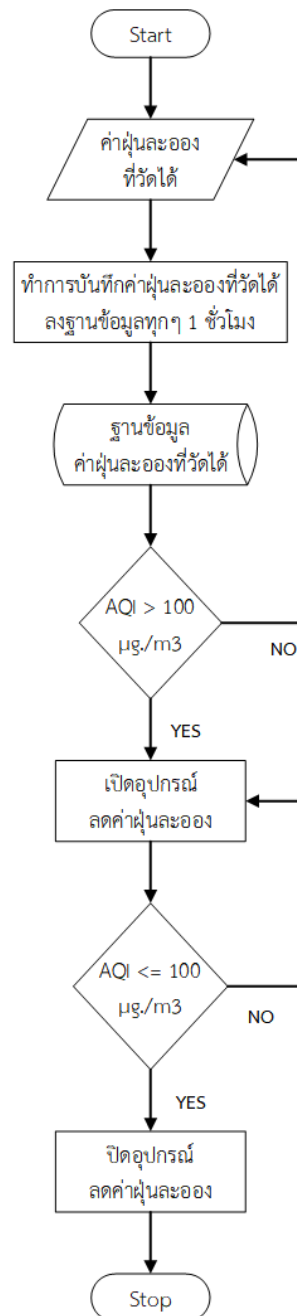 Start
ค่าฝุ่นละออง
ที่วัดได้
ทำการบันทึกค่าฝุ่นละอองที่วัดได้
ลงฐานข้อมูลทุกๆ 1 ชั่วโมง
ฐานข้อมูล
ค่าฝุ่นละอองที่วัดได้
AQI > 100
µg./m3
NO
YES
เปิดอุปกรณ์
ลดค่าฝุ่นละออง
AQI <= 100
µg./m3
NO
YES
ปิดอุปกรณ์
ลดค่าฝุ่นละออง
Stop